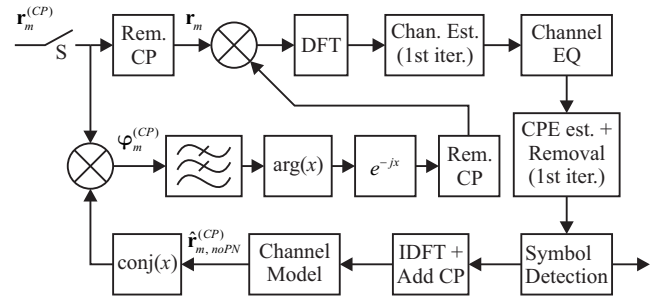 r_m^(CP)
S
Rem.
CP
r_m
DFT
Chan. Est.
(1st iter.)
Channel
EQ
φ_m^(CP)
arg(x)
e^{-jx}
Rem.
CP
CPE est. +
Removal
(1st iter.)
conj(x)
r̂_{m, noPN}^(CP)
Channel
Model
IDFT +
Add CP
Symbol
Detection